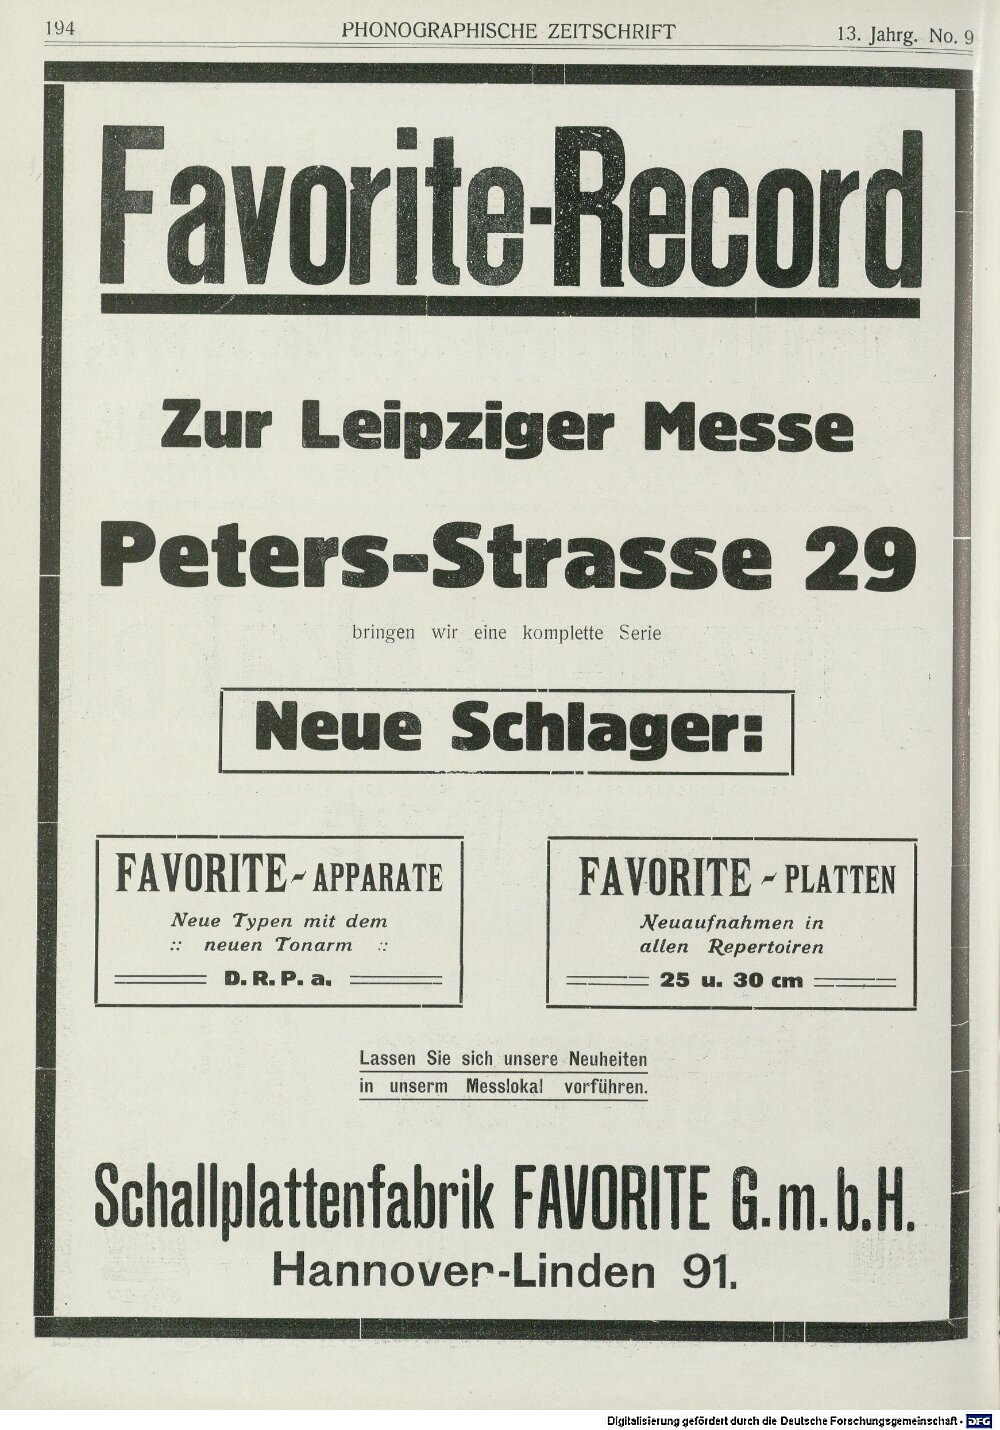 194 PHONOGRAPHISCHE ZEITSCHRIFT 13. Jahrg. No. 9
Favorite-Record
Zur Leipziger Messe
Peters-Strasse 29
bringen wir eine komplette Serie
Neue Schlager:
FAVORITE-APPARATE
Neue Typen mit dem
:: neuen Tonarm ::
D. R. P. a.
FAVORITE-PLATTEN
Neuaufnahmen in
allen Repertoiren
25 u. 30 cm
Lassen Sie sich unsere Neuheiten
in unserm Messlokal vorführen.
Schallplattenfabrik FAVORITE G. m. b. H.
Hannover-Linden 91.
Digitalisierung gefördert durch die Deutsche Forschungsgemeinschaft - DFG